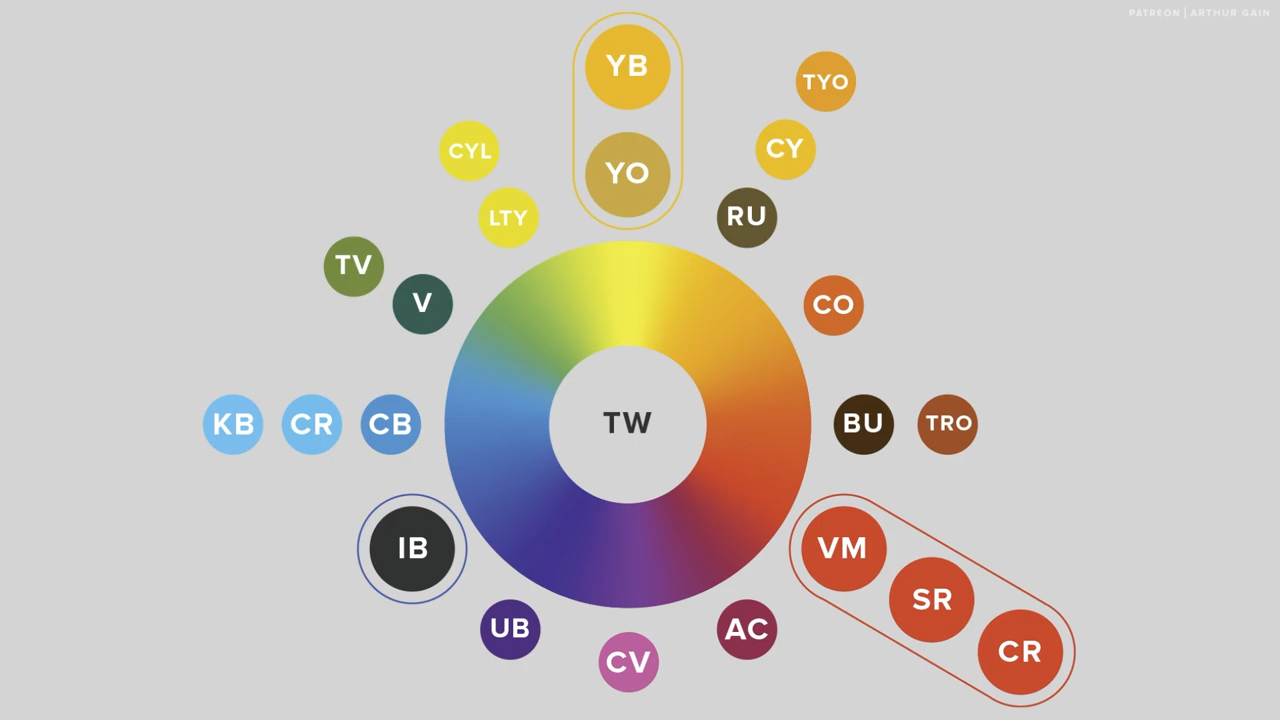 PATREON | ARTHUR GAIN
YB
TYO
CYL
CY
YO
LTY
RU
TV
V
CO
KB
CR
CB
TW
BU
TRO
IB
VM
SR
UB
AC
CR
CV